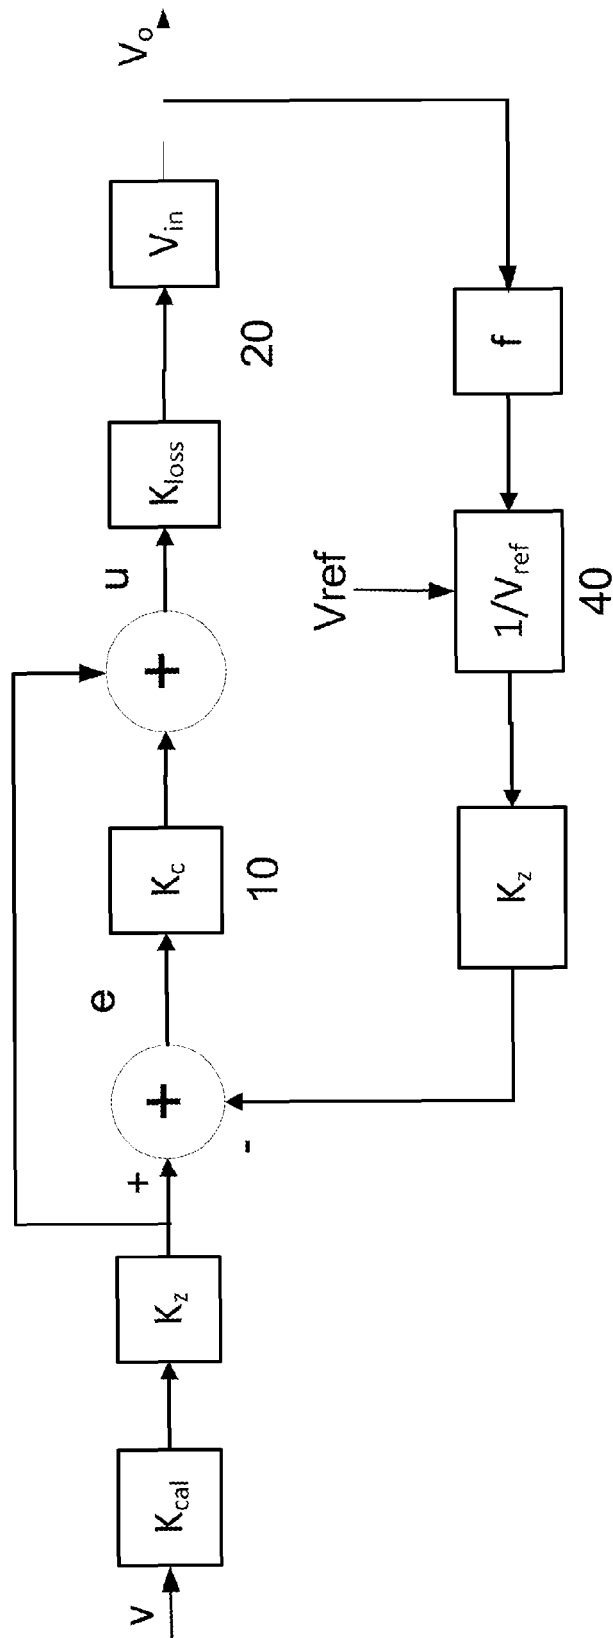 v
K_cal
K_z
+
-
+
e
K_c
10
+
u
K_loss
20
V_in
V_o
f
Vref
1/V_ref
40
K_z